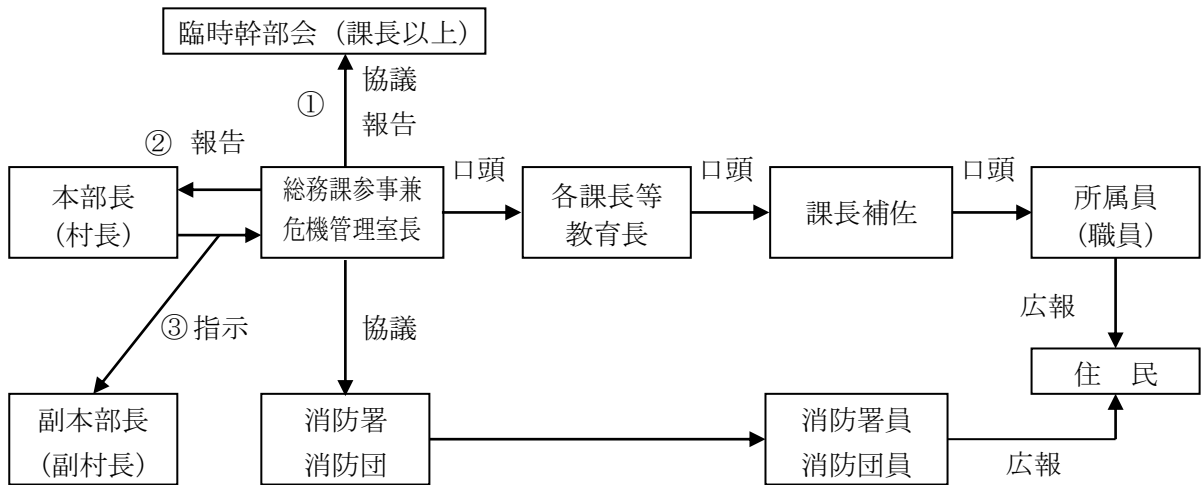 臨時幹部会（課長以上）
協議
①
報告
② 報告
本部長
(村長)
総務課参事兼
危機管理室長
口頭
各課長等
教育長
口頭
課長補佐
口頭
所属員
(職員)
③指示
協議
広報
住　民
副本部長
(副村長)
消防署
消防団
消防署員
消防団員
広報